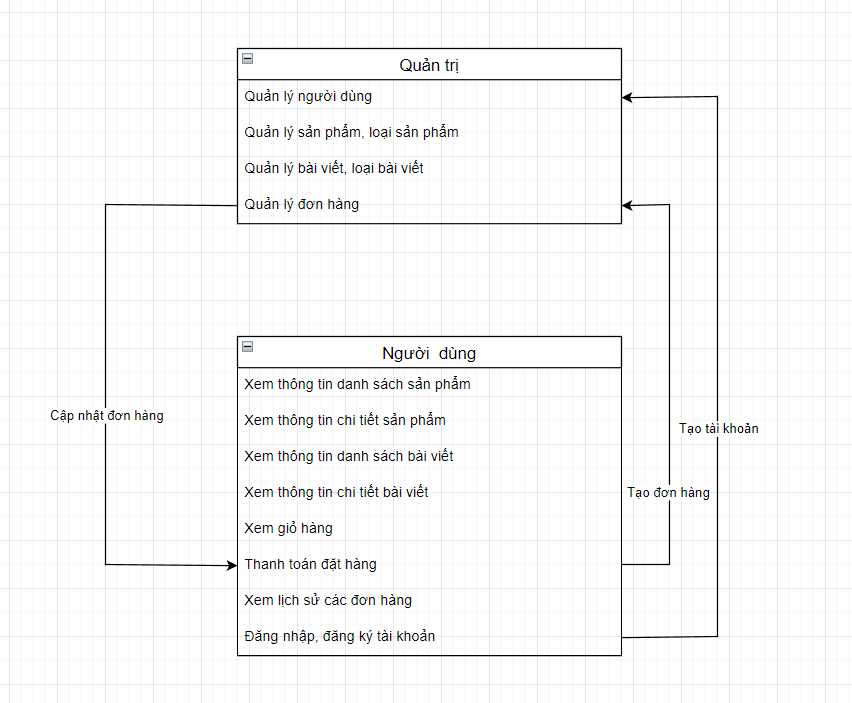 Quản trị
Quản lý người dùng
Quản lý sản phẩm, loại sản phẩm
Quản lý bài viết, loại bài viết
Quản lý đơn hàng
Người dùng
Xem thông tin danh sách sản phẩm
Xem thông tin chi tiết sản phẩm
Xem thông tin danh sách bài viết
Xem thông tin chi tiết bài viết
Xem giỏ hàng
Thanh toán đặt hàng
Xem lịch sử các đơn hàng
Đăng nhập, đăng ký tài khoản
Cập nhật đơn hàng
Tạo tài khoản
Tạo đơn hàng